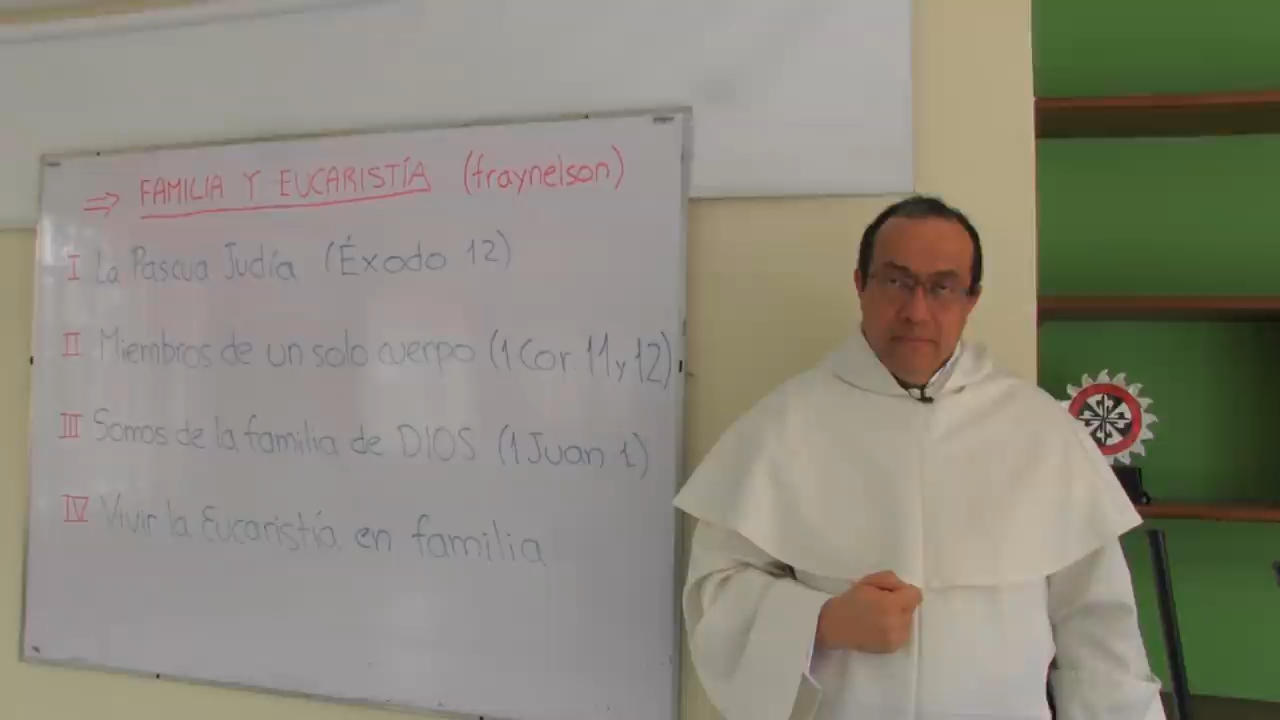 ⇒ FAMILIA Y EUCARISTÍA (fraynelson)
I La Pascua Judía (Éxodo 12)
II Miembros de un solo cuerpo (1 Cor 11 y 12)
III Somos de la familia de DIOS (1 Juan 1)
IV Vivir la Eucaristía en familia